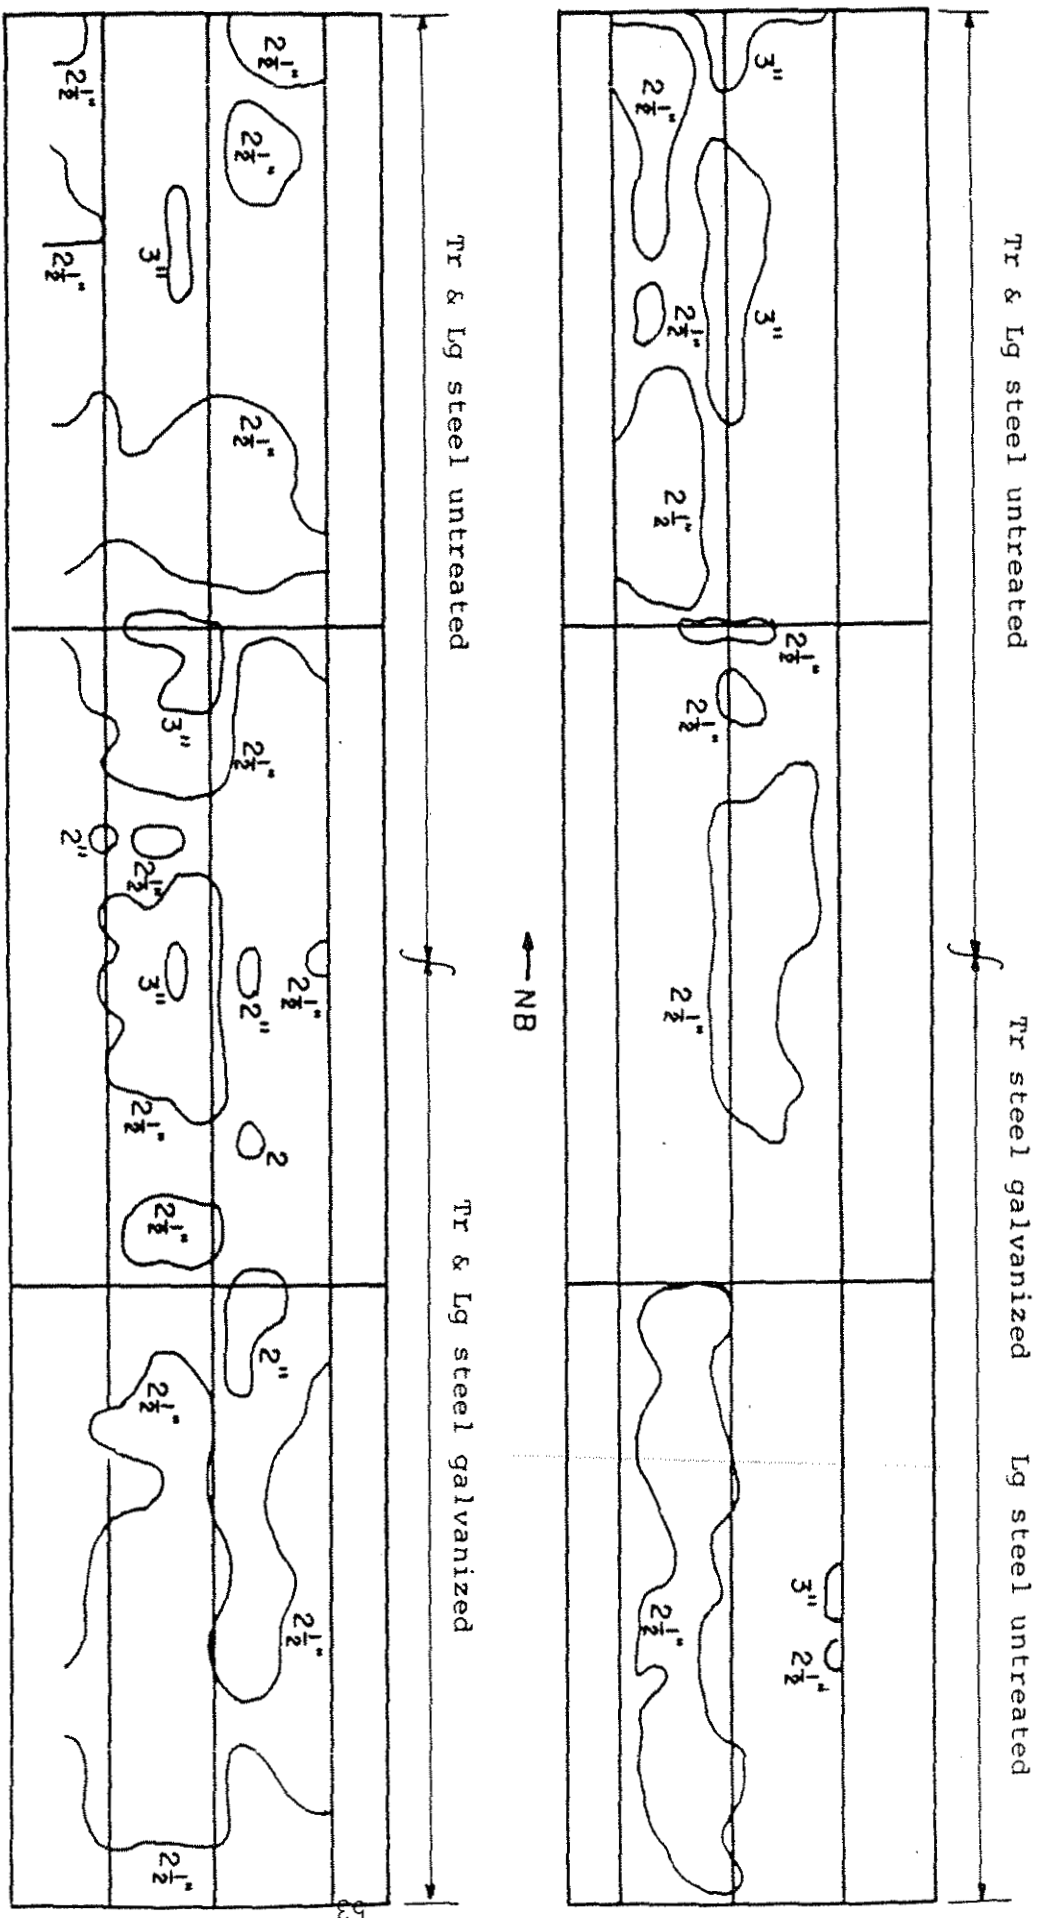 Tr & Lg steel untreated Tr steel galvanized Lg steel untreated
3" 3" 2½" 3" 2½"
2½" 2½" 2½" 2½" 2½" 2½"
NB
Tr & Lg steel untreated Tr & Lg steel galvanized
2½" 2½" 2½" 2½" 2" 2½" 2 2" 2½"
3" 3" 2½" 3" 2½" 2½" 2½" 2½"
2½" 2½" 2"
53